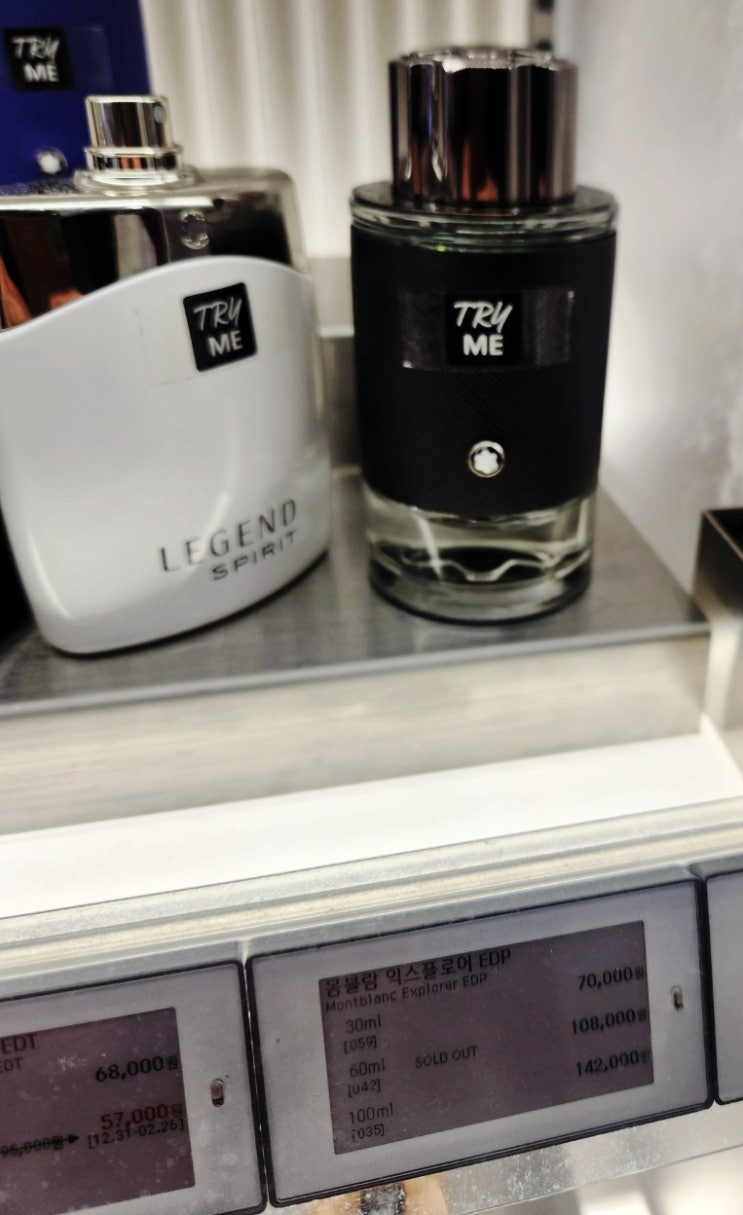 TRY
ME
TRY
ME
TRY
ME
LEGEND
SPIRIT
EDT
EDT
68,000원
57,000원
[12.31-02.26]
몽블랑 익스플로어 EDP
Montblanc Explorer EDP
30ml
70,000원
[059]
60ml
SOLD OUT
108,000원
[042]
100ml
142,000원
[035]